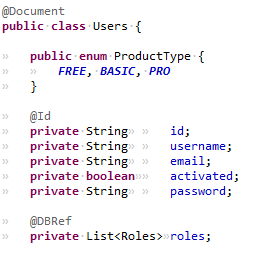 @Document
public class Users {
public enum ProductType {
FREE, BASIC, PRO
}
@Id
private String id;
private String username;
private String email;
private boolean activated;
private String password;
@DBRef
private List<Roles> roles;